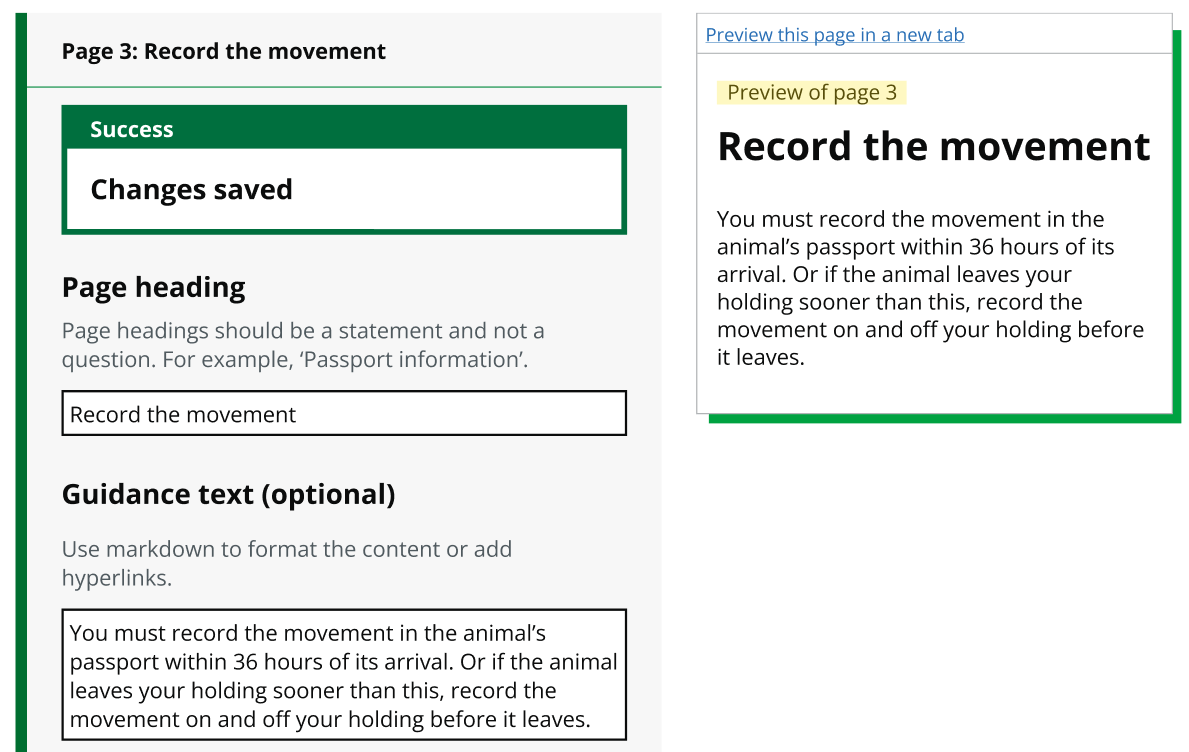 Page 3: Record the movement
Success
Changes saved
Page heading
Page headings should be a statement and not a
question. For example, ‘Passport information’.
Record the movement
Guidance text (optional)
Use markdown to format the content or add
hyperlinks.
You must record the movement in the animal’s
passport within 36 hours of its arrival. Or if the animal
leaves your holding sooner than this, record the
movement on and off your holding before it leaves.
Preview this page in a new tab
Preview of page 3
Record the movement
You must record the movement in the
animal’s passport within 36 hours of its
arrival. Or if the animal leaves your
holding sooner than this, record the
movement on and off your holding before
it leaves.